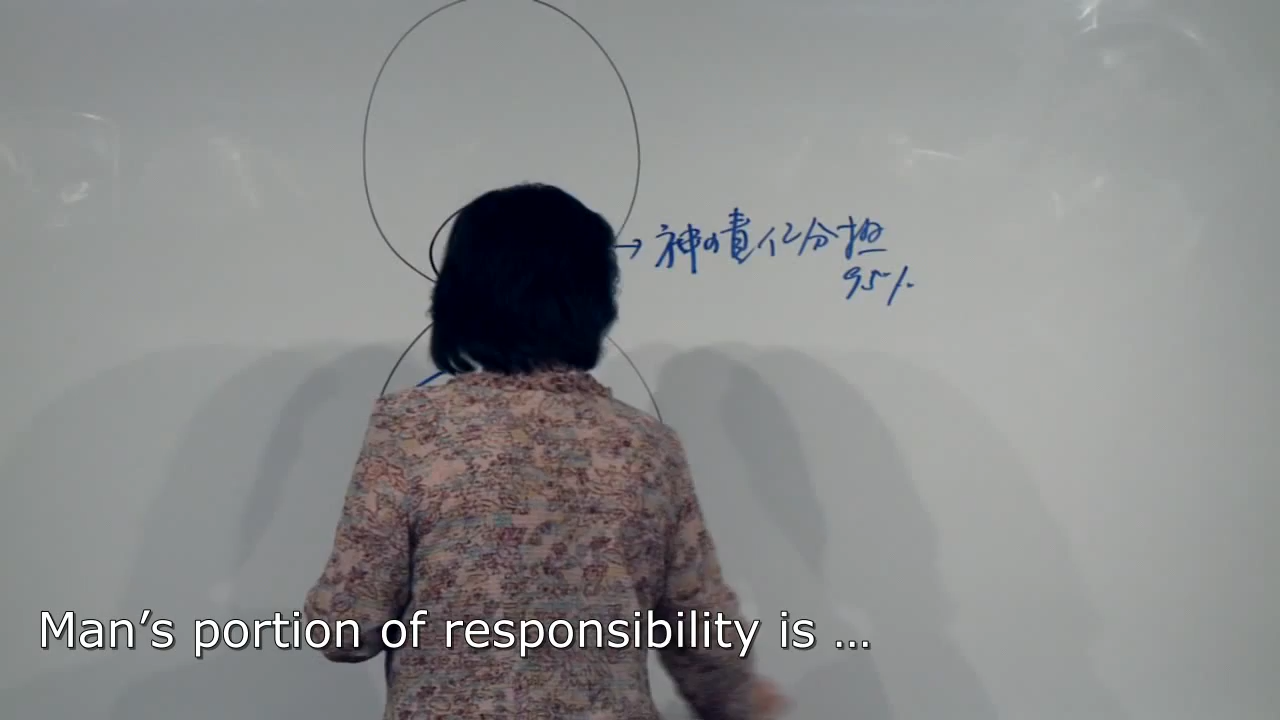 →神の責任分担
95%
Man’s portion of responsibility is ...